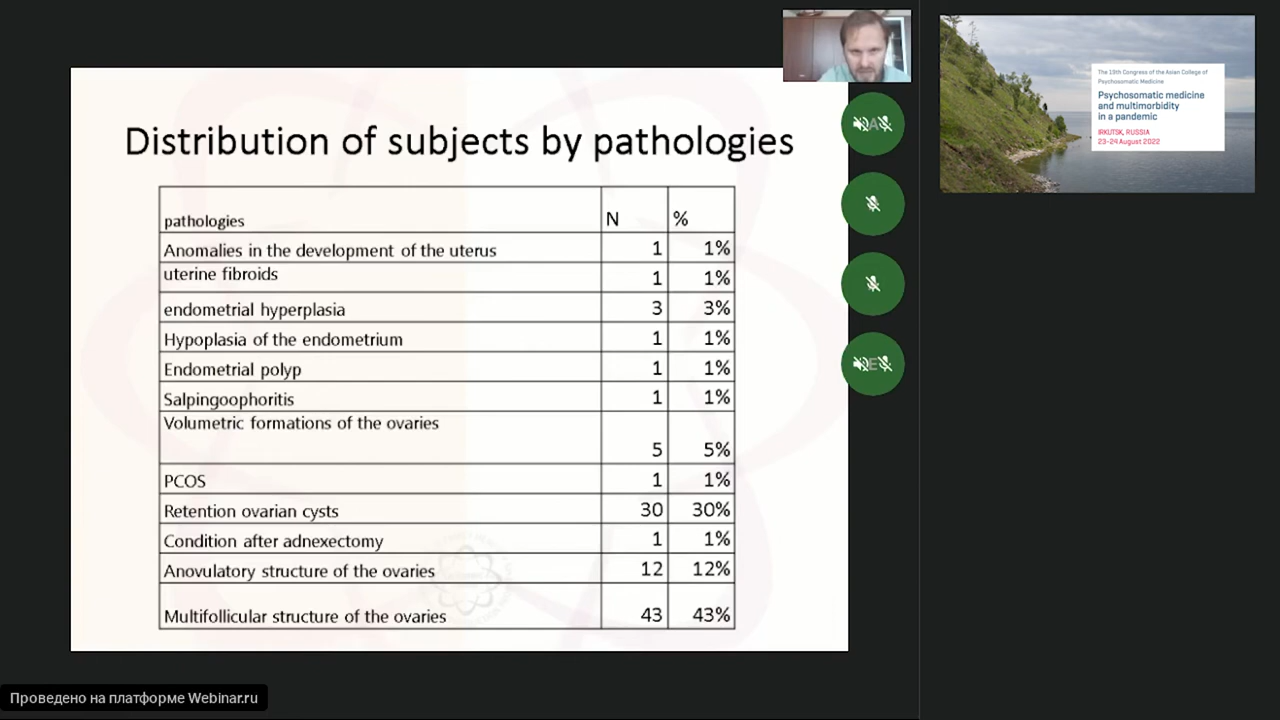 Distribution of subjects by pathologies
pathologies N %
Anomalies in the development of the uterus 1 1%
uterine fibroids 1 1%
endometrial hyperplasia 3 3%
Hypoplasia of the endometrium 1 1%
Endometrial polyp 1 1%
Salpingoophoritis 1 1%
Volumetric formations of the ovaries 5 5%
PCOS 1 1%
Retention ovarian cysts 30 30%
Condition after adnexectomy 1 1%
Anovulatory structure of the ovaries 12 12%
Multifollicular structure of the ovaries 43 43%
A
E
The 19th Congress of the Asian College of
Psychosomatic Medicine
Psychosomatic medicine
and multimorbidity
in a pandemic
IRKUTSK, RUSSIA
23-24 August 2022
Проведено на платформе Webinar.ru